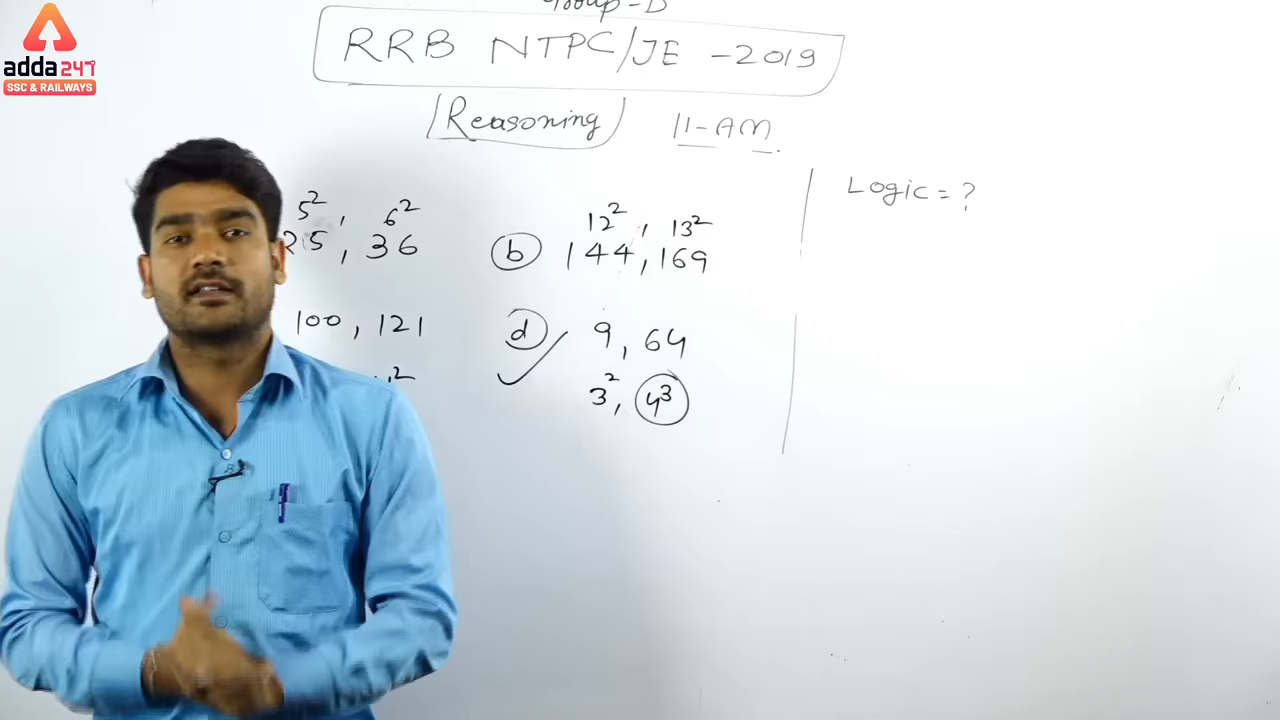 adda247
SSC & RAILWAYS
Group-D
RRB NTPC/JE -2019
Reasoning 11-AM
5², 6²
25, 36
b 12², 13²
144, 169
Logic = ?
100, 121
d 9, 64
3², 4³